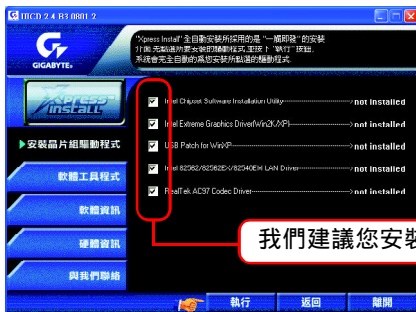 IUCD 2.4 B3 0801 2
GIGABYTE
"Xpress Install" 全自動安裝所採用的是 "一觸即發" 的安裝
介面,先點選所要安裝的驅動程式,並按下 "執行" 按鈕.
系統會完全自動的為您安裝所點選的驅動
程式.
Xpress
INSTALL
安裝晶片組驅動程式
軟體工具程式
軟體資訊
硬體資訊
與我們聯絡
Intel Chipset Software Installation Utility not installed
Intel Extreme Graphics Driver(Win2K/XP) not installed
USB Patch for WinXP not installed
Intel 82562/82562EX/82540EM LAN Driver not installed
RealTek AC97 Codec Driver not installed
我們建議您安裝
執行 返回 離開